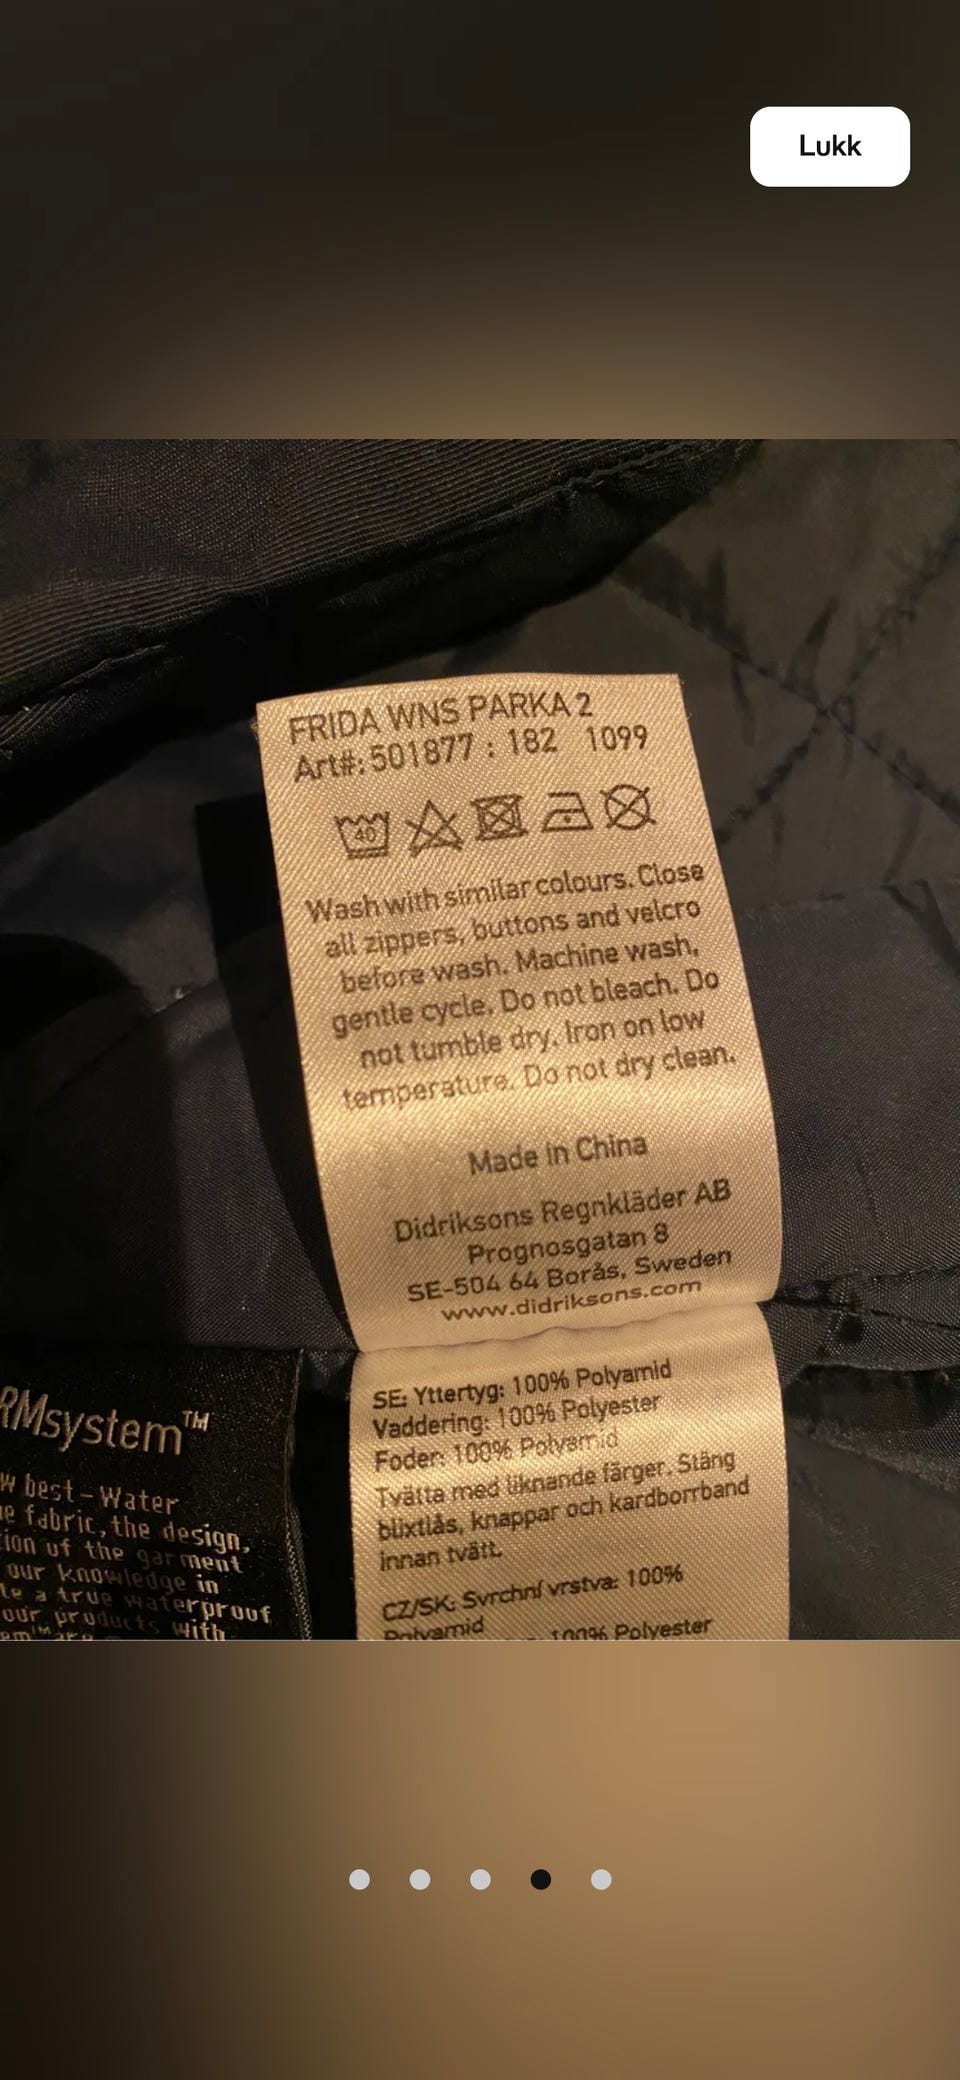 Lukk
FRIDA WNS PARKA 2
Art#: 501877 : 182 1099
40
Wash with similar colours. Close
all zippers, buttons and velcro
before wash. Machine wash,
gentle cycle. Do not bleach. Do
not tumble dry. Iron on low
temperature. Do not dry clean.
Made in China
Didriksons Regnkläder AB
Prognosgatan 8
SE-504 64 Borås, Sweden
www.didriksons.com
SE: Yttertyg: 100% Polyamid
Vaddering: 100% Polyester
Foder: 100% Polyamid
Tvätta med liknande färger. Stäng
blixtlås, knappar och kardborrband
innan tvätt.
CZ/SK: Svrchní vrstva: 100%
Polyamid
100% Polyester
RMsystem™
w best - Water
fabric, the design,
ion of the garment
our knowledge in
te a true waterproof
our products with
em™ are